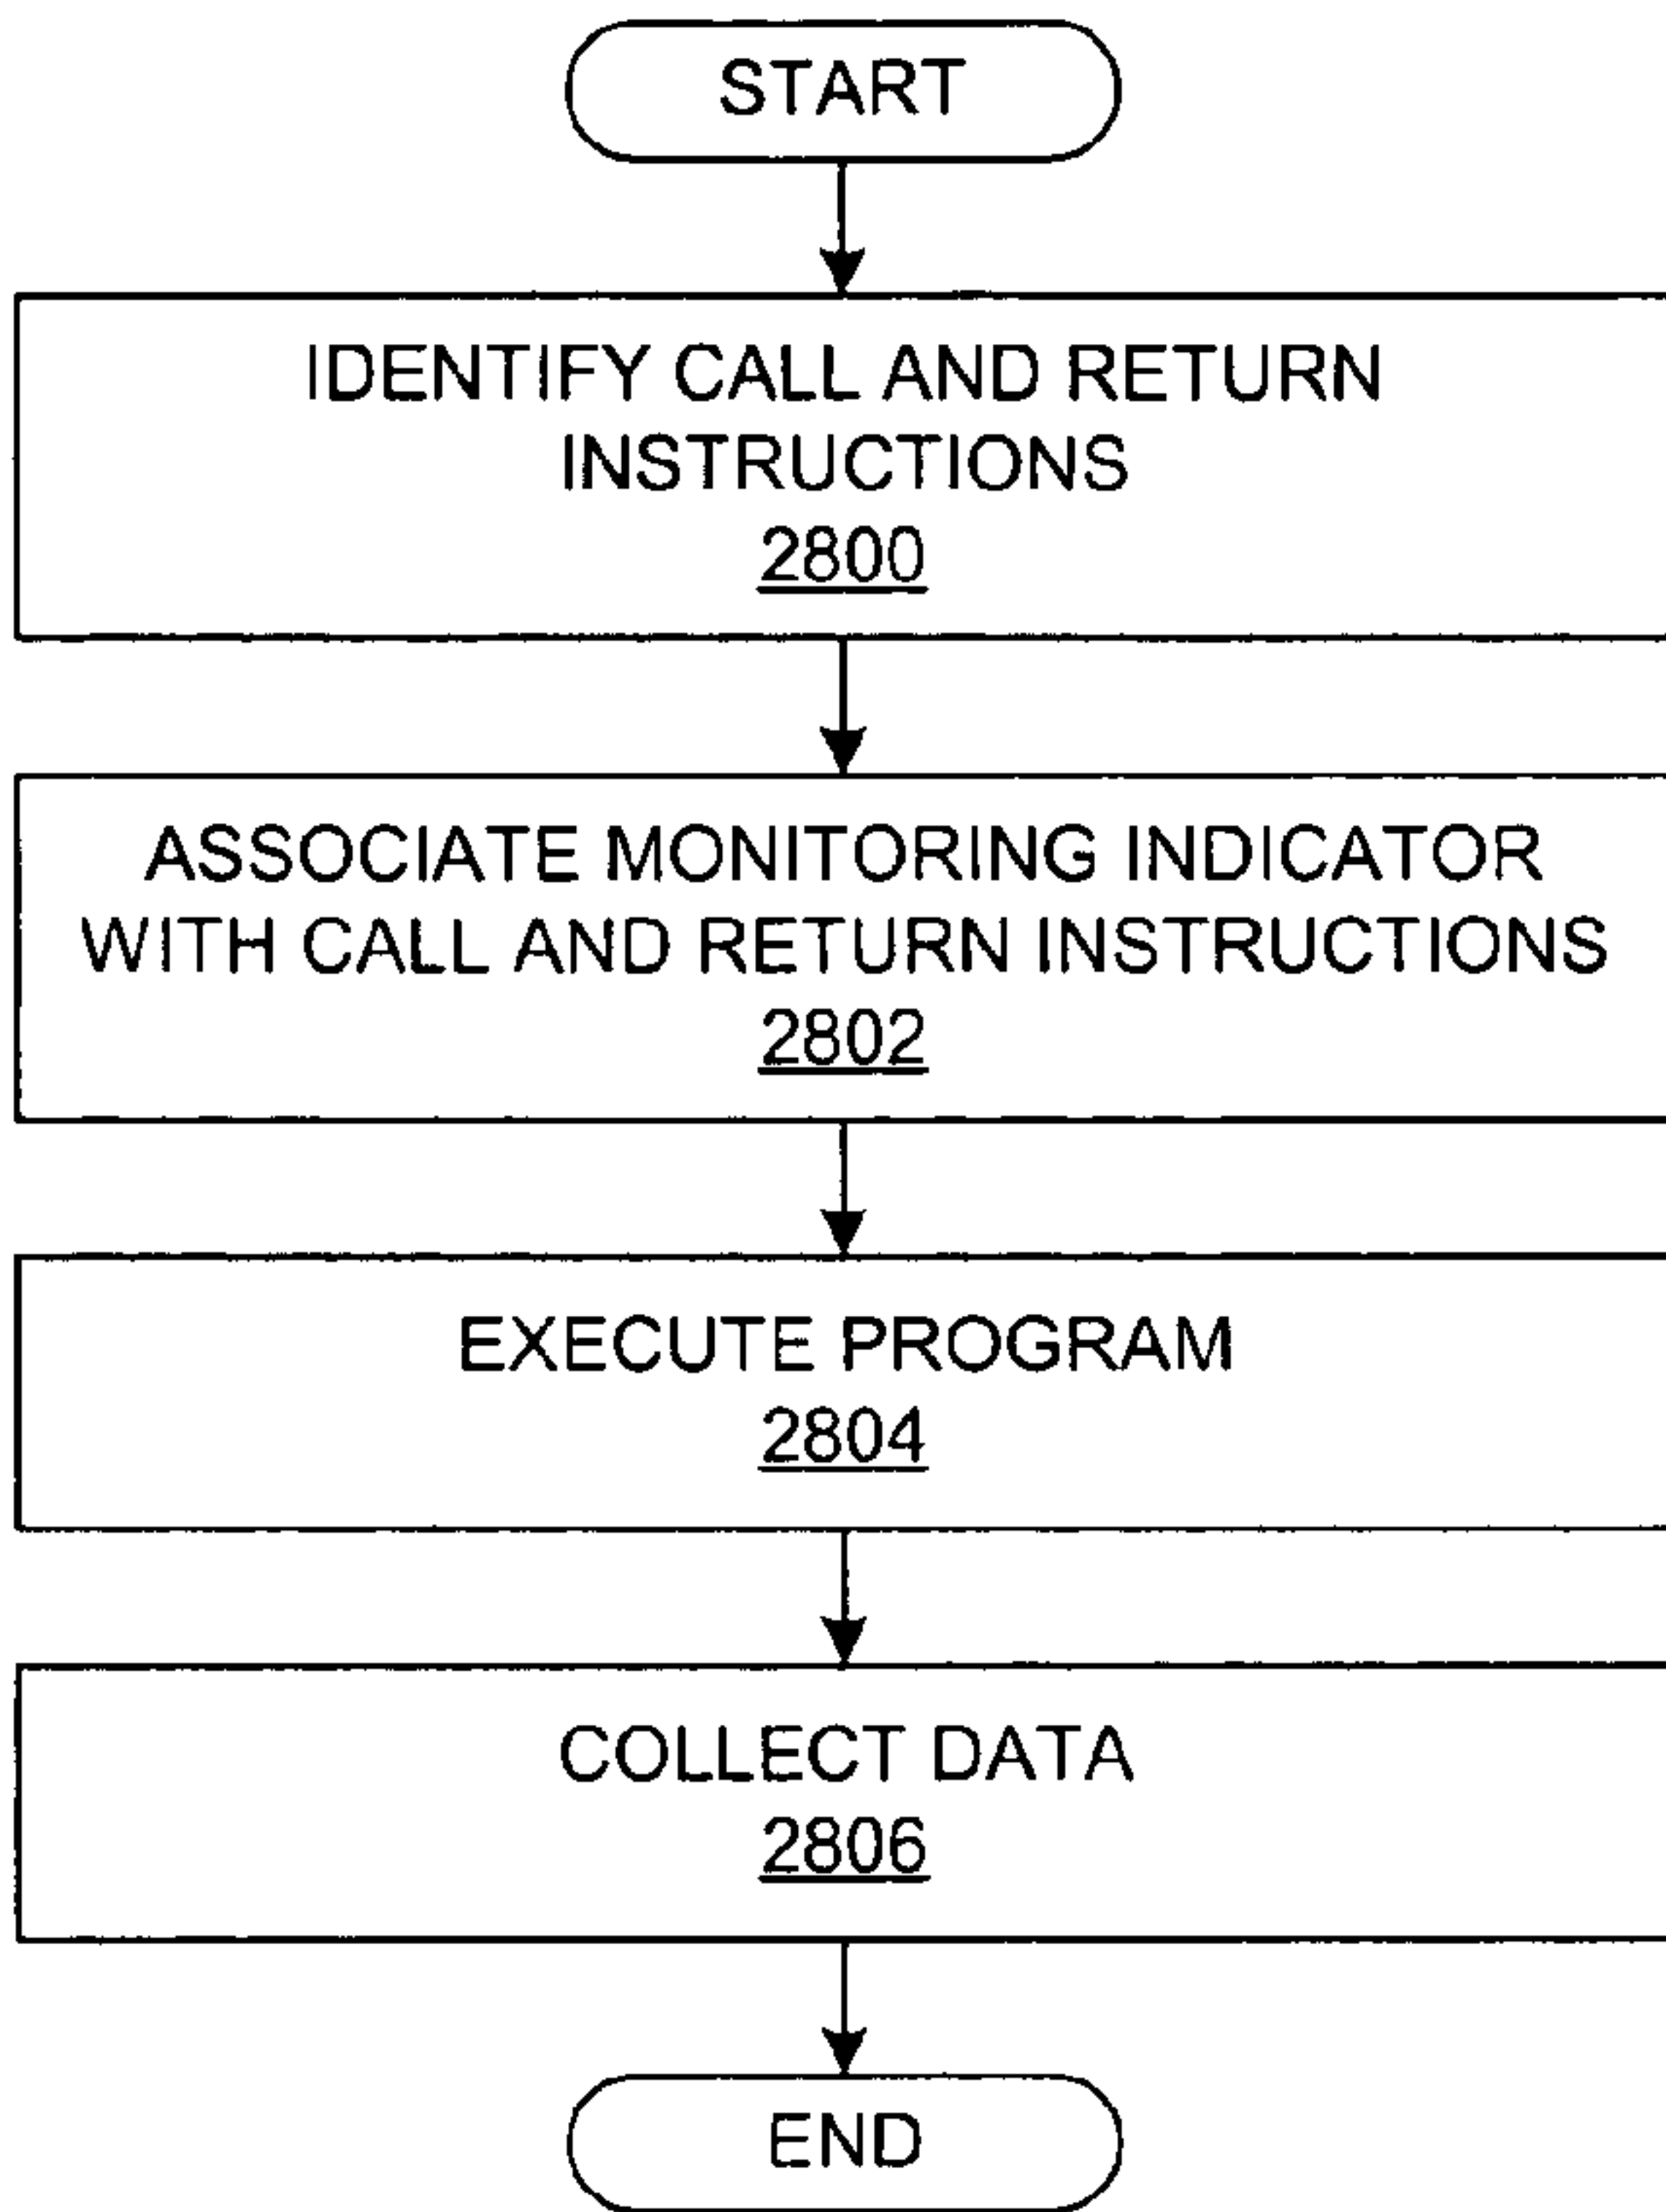 START
IDENTIFY CALL AND RETURN
INSTRUCTIONS
2800
ASSOCIATE MONITORING INDICATOR
WITH CALL AND RETURN INSTRUCTIONS
2802
EXECUTE PROGRAM
2804
COLLECT DATA
2806
END